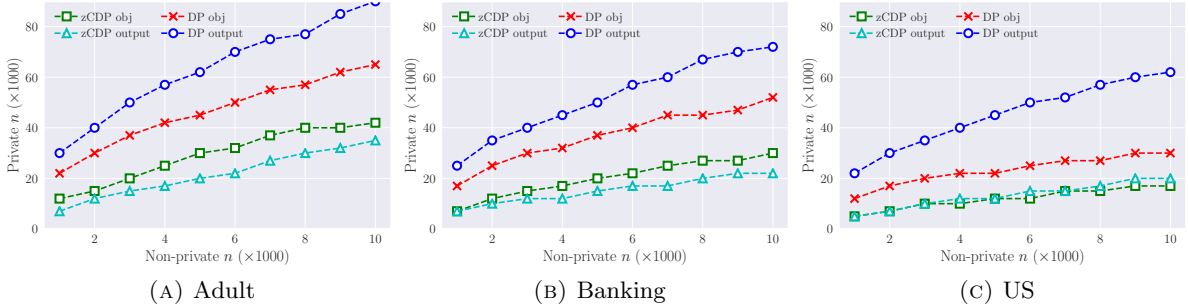 zCDP obj DP obj
zCDP output DP output
Private n (×1000)
80
60
40
20
0
2 4 6 8 10
Non-private n (×1000)
(A) Adult
zCDP obj DP obj
zCDP output DP output
Private n (×1000)
80
60
40
20
0
2 4 6 8 10
Non-private n (×1000)
(B) Banking
zCDP obj DP obj
zCDP output DP output
Private n (×1000)
80
60
40
20
0
2 4 6 8 10
Non-private n (×1000)
(C) US